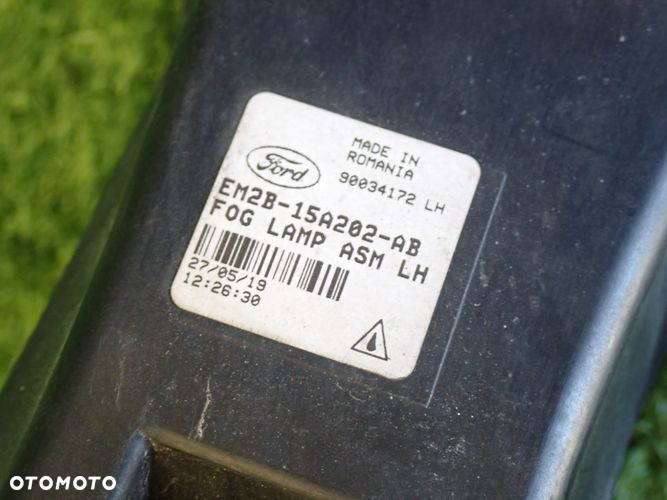 MADE IN
ROMANIA
90034172 LH
Ford
EM2B-15A202-AB
FOG LAMP ASM LH
27/05/19
12:26:30
OTOMOTO